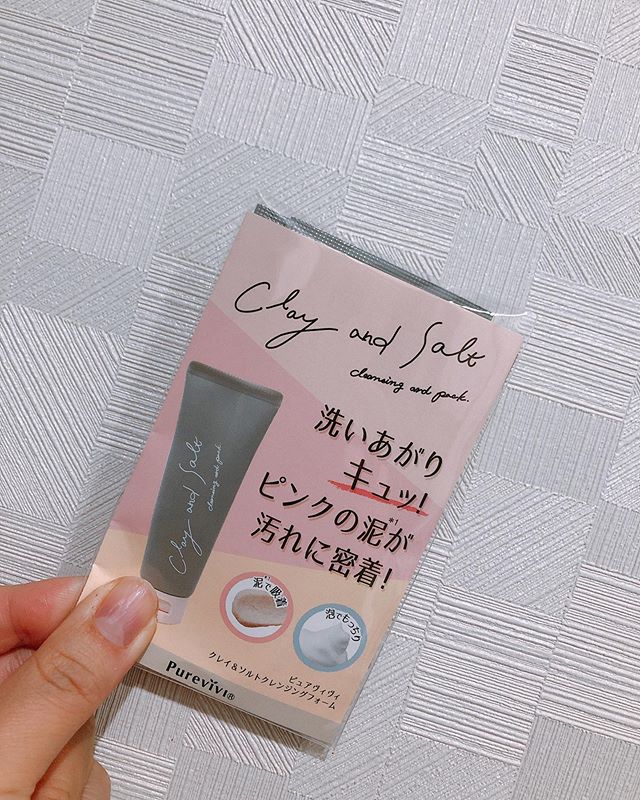 Clay and Salt
cleansing and pack.
洗いあがり
キュッ!
ピンクの泥が
汚れに密着!
Clay and Salt
cleansing and pack.
泥で吸着
泡でもっちり
Purevivi®
ピュアヴィヴィ
クレイ&ソルトクレンジングフォーム